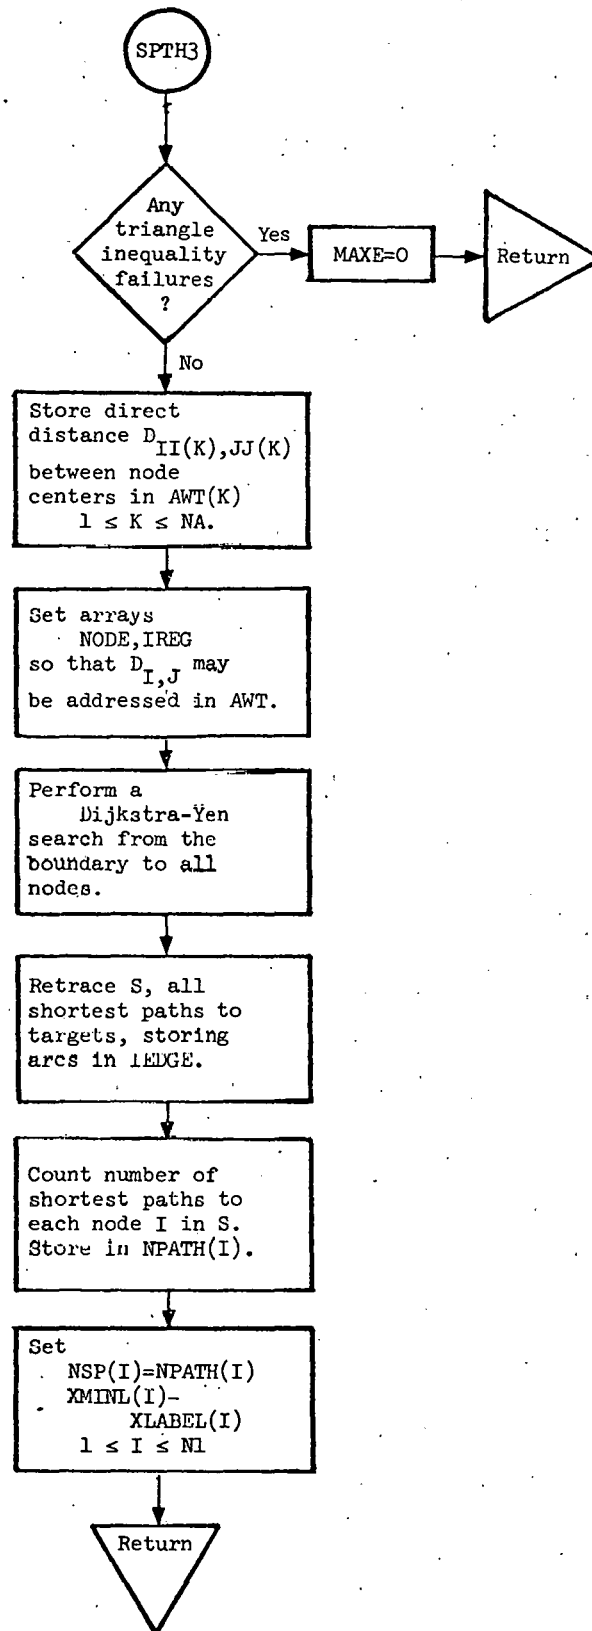 SPTH3
Any
triangle
inequality
failures
?
Yes
MAXE=0
Return
No
Store direct
distance D_II(K),JJ(K)
between node
centers in AWT(K)
1 ≤ K ≤ NA.
Set arrays
NODE,IREG
so that D_I,J may
be addressed in AWT.
Perform a
Dijkstra-Yen
search from the
boundary to all
nodes.
Retrace S, all
shortest paths to
targets, storing
arcs in IEDGE.
Count number of
shortest paths to
each node I in S.
Store in NPATH(I).
Set
NSP(I)=NPATH(I)
XMINL(I)-
XLABEL(I)
1 ≤ I ≤ N1
Return